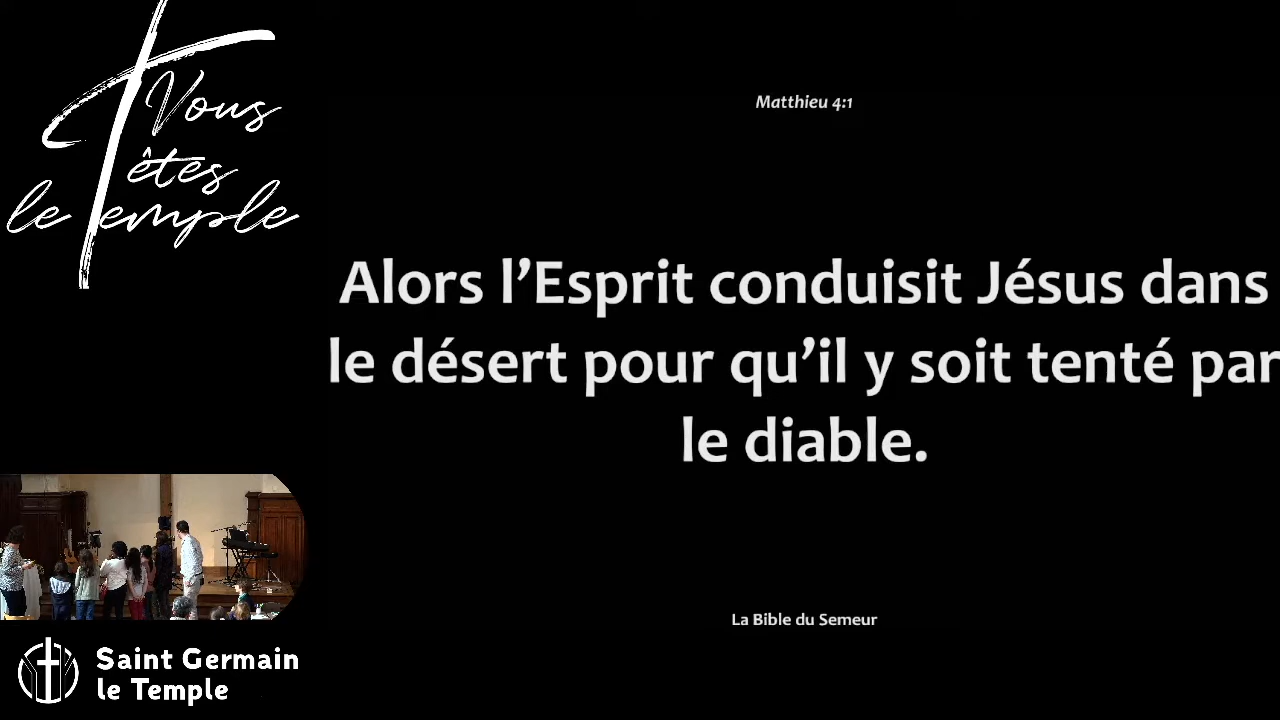 Vous
êtes
le Temple
Matthieu 4:1
Alors l’Esprit conduisit Jésus dans
le désert pour qu’il y soit tenté par
le diable.
La Bible du Semeur
Saint Germain
le Temple